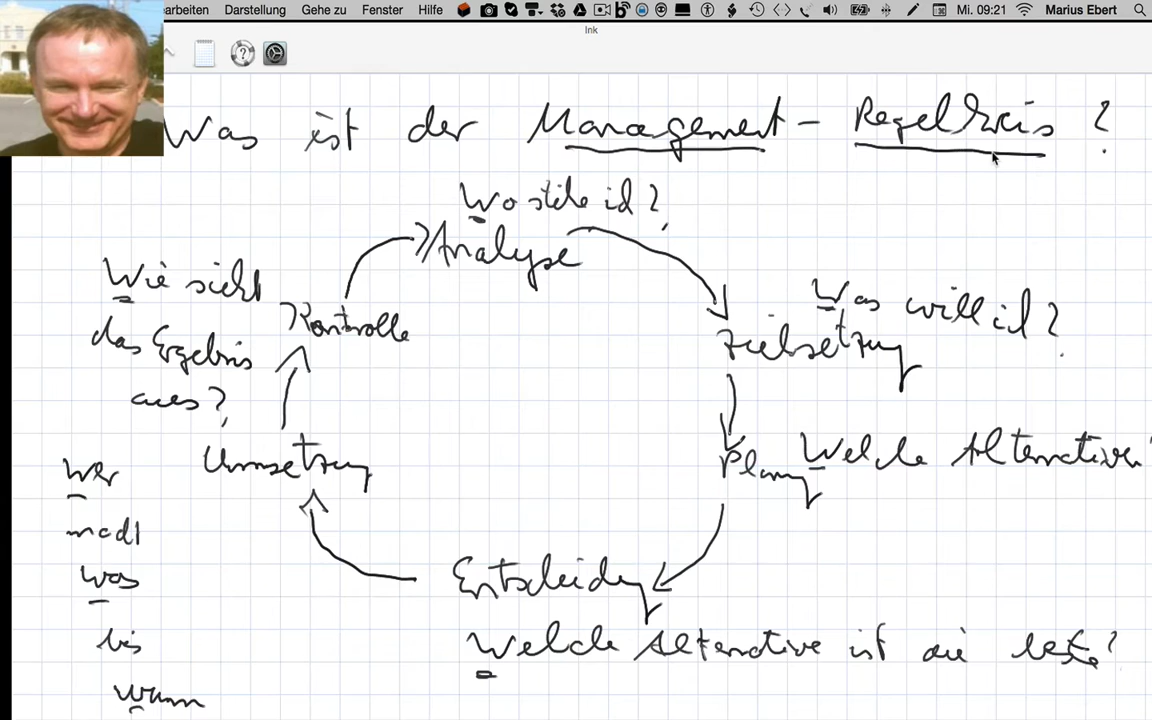 earbeiten Darstellung Gehe zu Fenster Hilfe Mi. 09:21 Marius Ebert
Ink
Was ist der Management - Regelkreis ?
Wo stehe ich ?
Analyse
Wie sieht
das Ergebnis
aus ?
Kontrolle
Was will ich ?
Zielsetzung
Welche Alternativen
Planung
Umsetzung
wer
macht
was
bis
wann
Entscheidung
Welche Alternative ist die beste ?